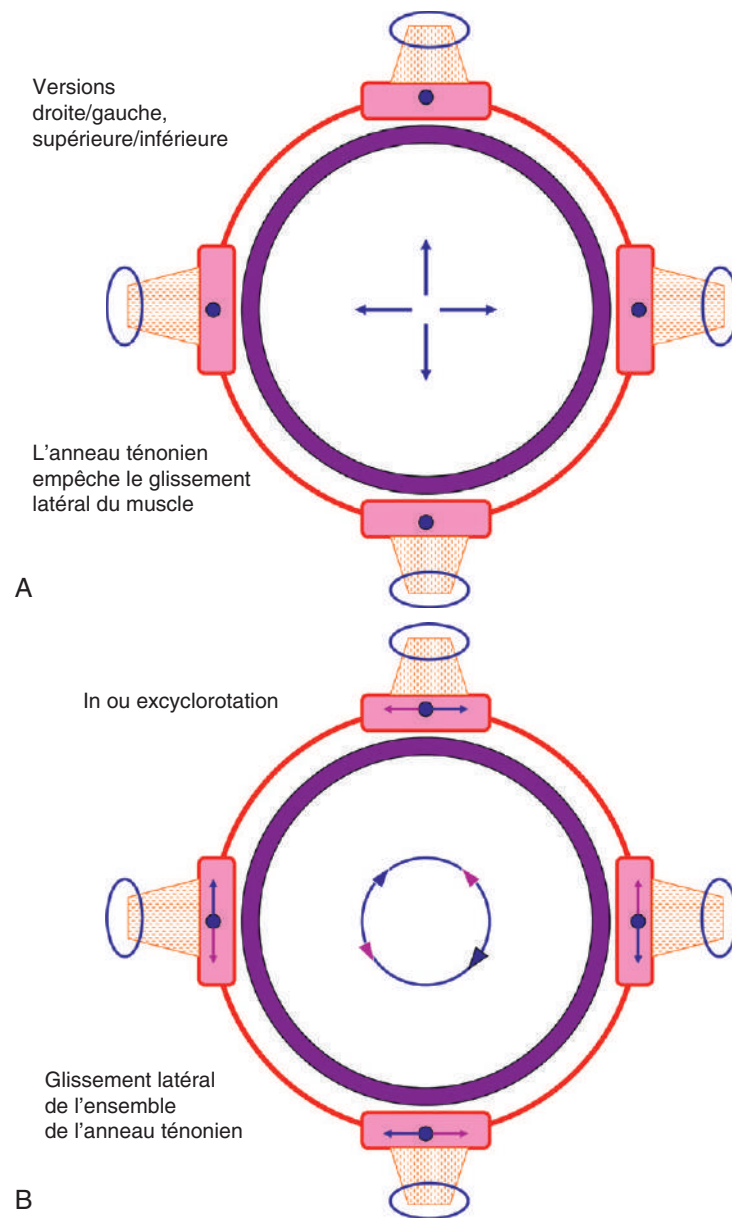 Versions
droite/gauche,
supérieure/inférieure
L'anneau ténonien
empêche le glissement
latéral du muscle
A
In ou excyclorotation
Glissement latéral
de l'ensemble
de l'anneau ténonien
B